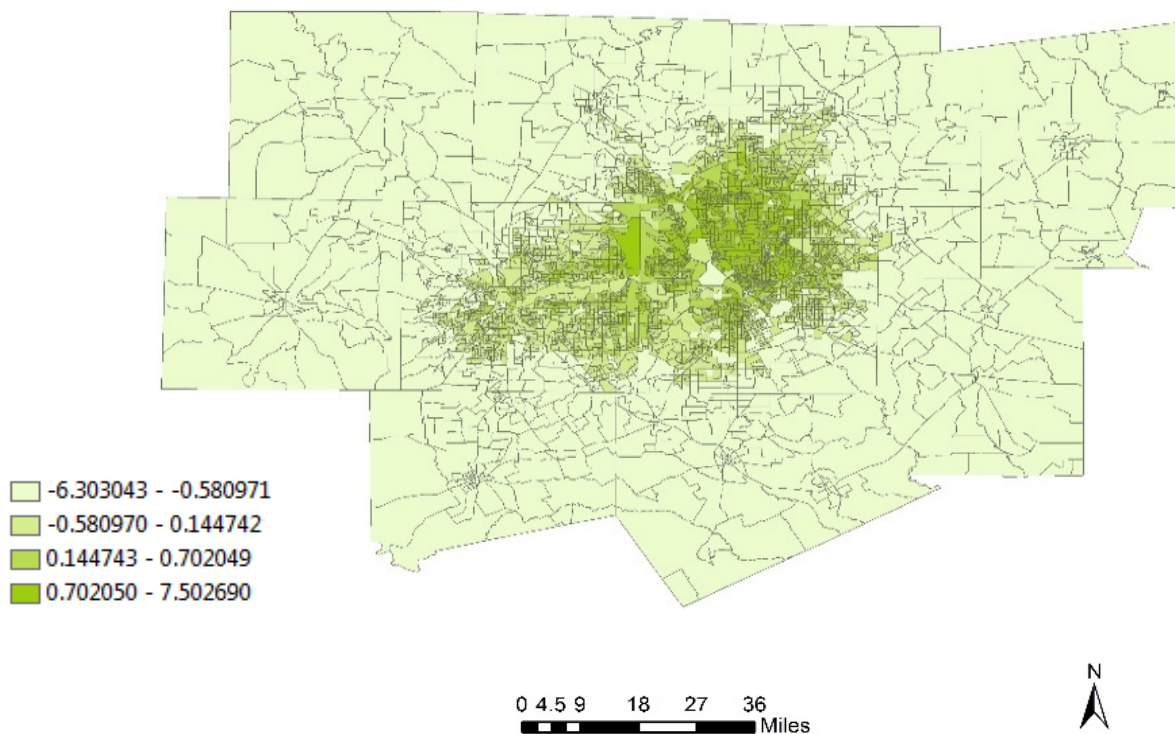 -6.303043 - -0.580971
-0.580970 - 0.144742
0.144743 - 0.702049
0.702050 - 7.502690
N
0 4.5 9 18 27 36
Miles